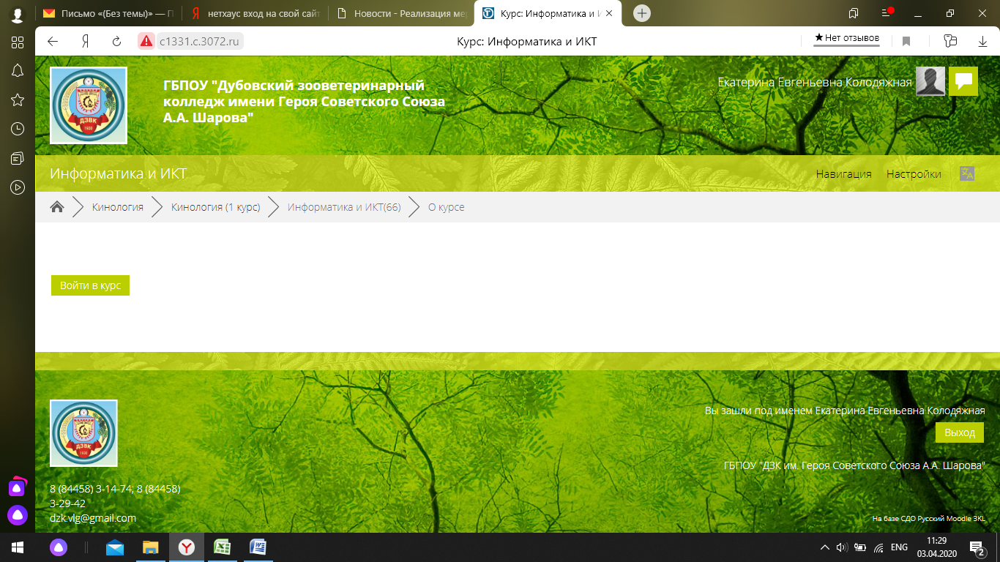 Письмо «(Без темы)» — П
нетхаус вход на свой сайт
Новости - Реализация мер
Курс: Информатика и И
c1331.c.3072.ru
Курс: Информатика и ИКТ
Нет отзывов
ГБПОУ "Дубовский зооветеринарный
колледж имени Героя Советского Союза
А.А. Шарова"
Екатерина Евгеньевна Колодяжная
Информатика и ИКТ
Навигация
Настройки
Кинология
Кинология (1 курс)
Информатика и ИКТ(66)
О курсе
Войти в курс
Вы зашли под именем Екатерина Евгеньевна Колодяжная
Выход
ГБПОУ "ДЗК им. Героя Советского Союза А.А. Шарова"
ДЗВК
8 (84458) 3-14-74; 8 (84458)
3-29-42
dzk.vlg@gmail.com
На базе СДО Русский Moodle 3KL
ENG
11:29
03.04.2020
2